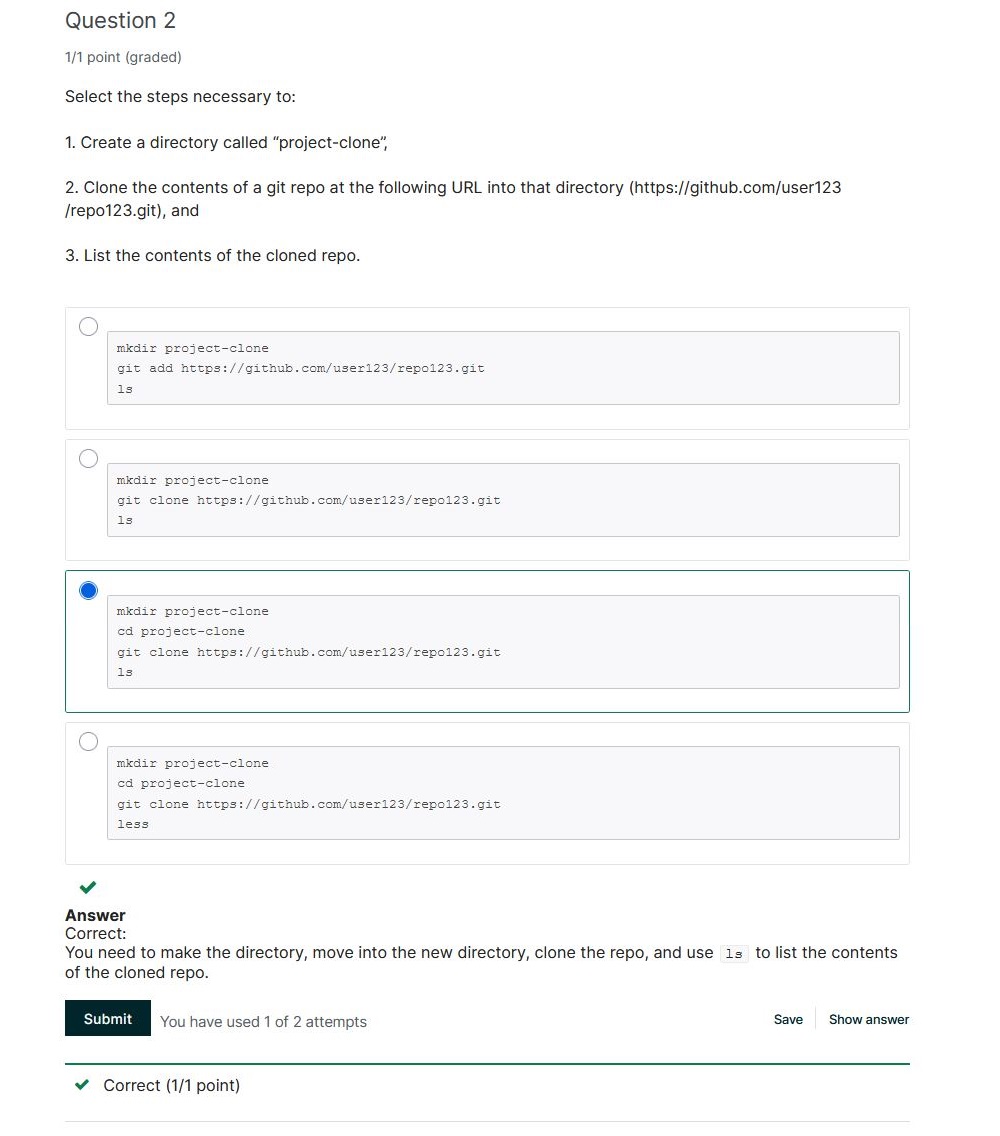 Question 2
1/1 point (graded)
Select the steps necessary to:
1. Create a directory called “project-clone”,
2. Clone the contents of a git repo at the following URL into that directory (https://github.com/user123
/repo123.git), and
3. List the contents of the cloned repo.
mkdir project-clone
git add https://github.com/user123/repo123.git
ls
mkdir project-clone
git clone https://github.com/user123/repo123.git
ls
mkdir project-clone
cd project-clone
git clone https://github.com/user123/repo123.git
ls
mkdir project-clone
cd project-clone
git clone https://github.com/user123/repo123.git
less
Answer
Correct:
You need to make the directory, move into the new directory, clone the repo, and use ls to list the contents
of the cloned repo.
Submit You have used 1 of 2 attempts Save Show answer
Correct (1/1 point)